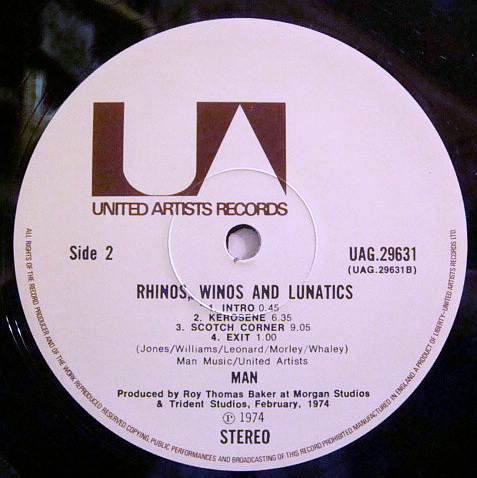 UA
UNITED ARTISTS RECORDS
Side 2
UAG.29631
(UAG.29631B)
RHINOS, WINOS AND LUNATICS
1. INTRO 0.45
2. KEROSENE 6.35
3. SCOTCH CORNER 9.05
4. EXIT 1.00
(Jones/Williams/Leonard/Morley/Whaley)
Man Music/United Artists
MAN
Produced by Roy Thomas Baker at Morgan Studios
& Trident Studios, February, 1974
Ⓟ 1974
STEREO
ALL RIGHTS OF THE RECORD PRODUCER AND OF THE WORK REPRODUCED RESERVED. COPYING, PUBLIC PERFORMANCES AND BROADCASTING OF THIS RECORD PROHIBITED. MANUFACTURED IN ENGLAND. A PRODUCT OF LIBERTY-UNITED ARTISTS RECORDS LTD.